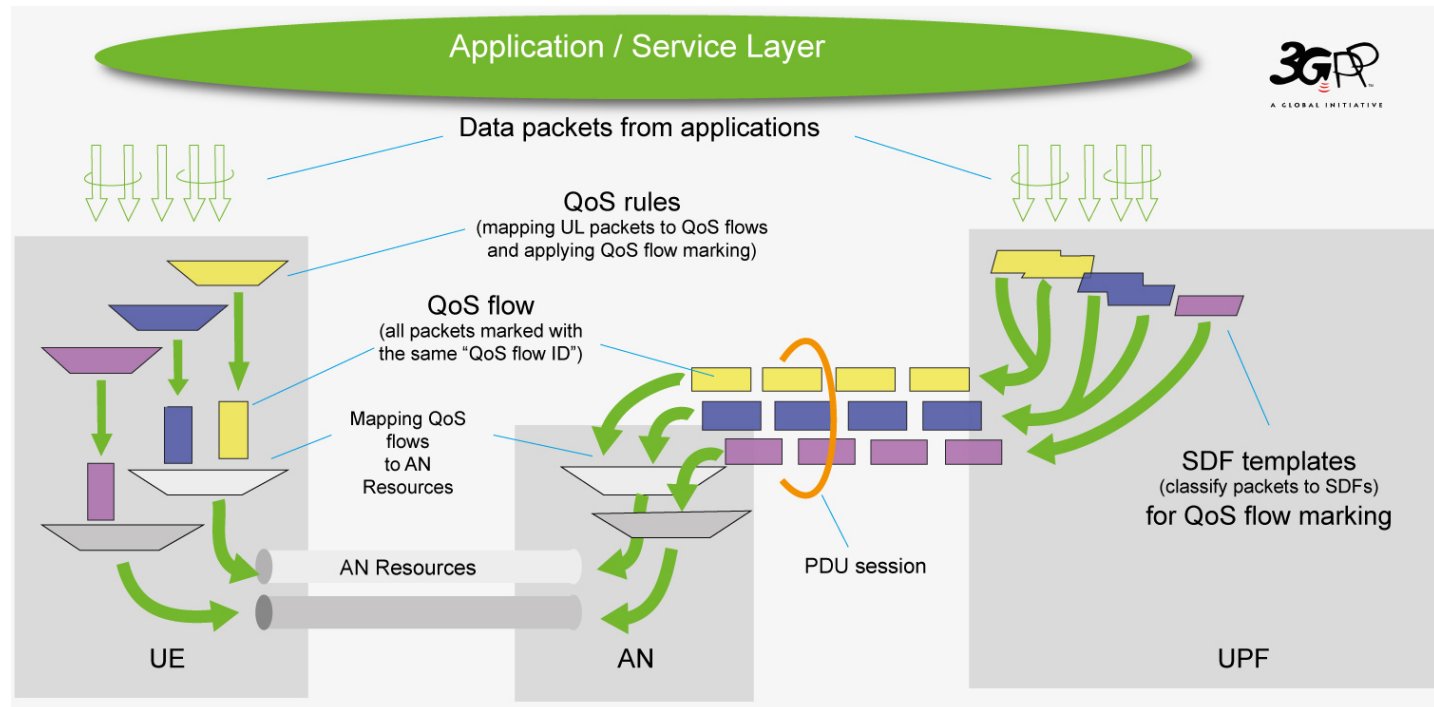 Application / Service Layer
3GPP
™
A GLOBAL INITIATIVE
Data packets from applications
QoS rules
(mapping UL packets to QoS flows
and applying QoS flow marking)
QoS flow
(all packets marked with
the same “QoS flow ID”)
Mapping QoS
flows
to AN
Resources
SDF templates
(classify packets to SDFs)
for QoS flow marking
AN Resources
PDU session
UE
AN
UPF